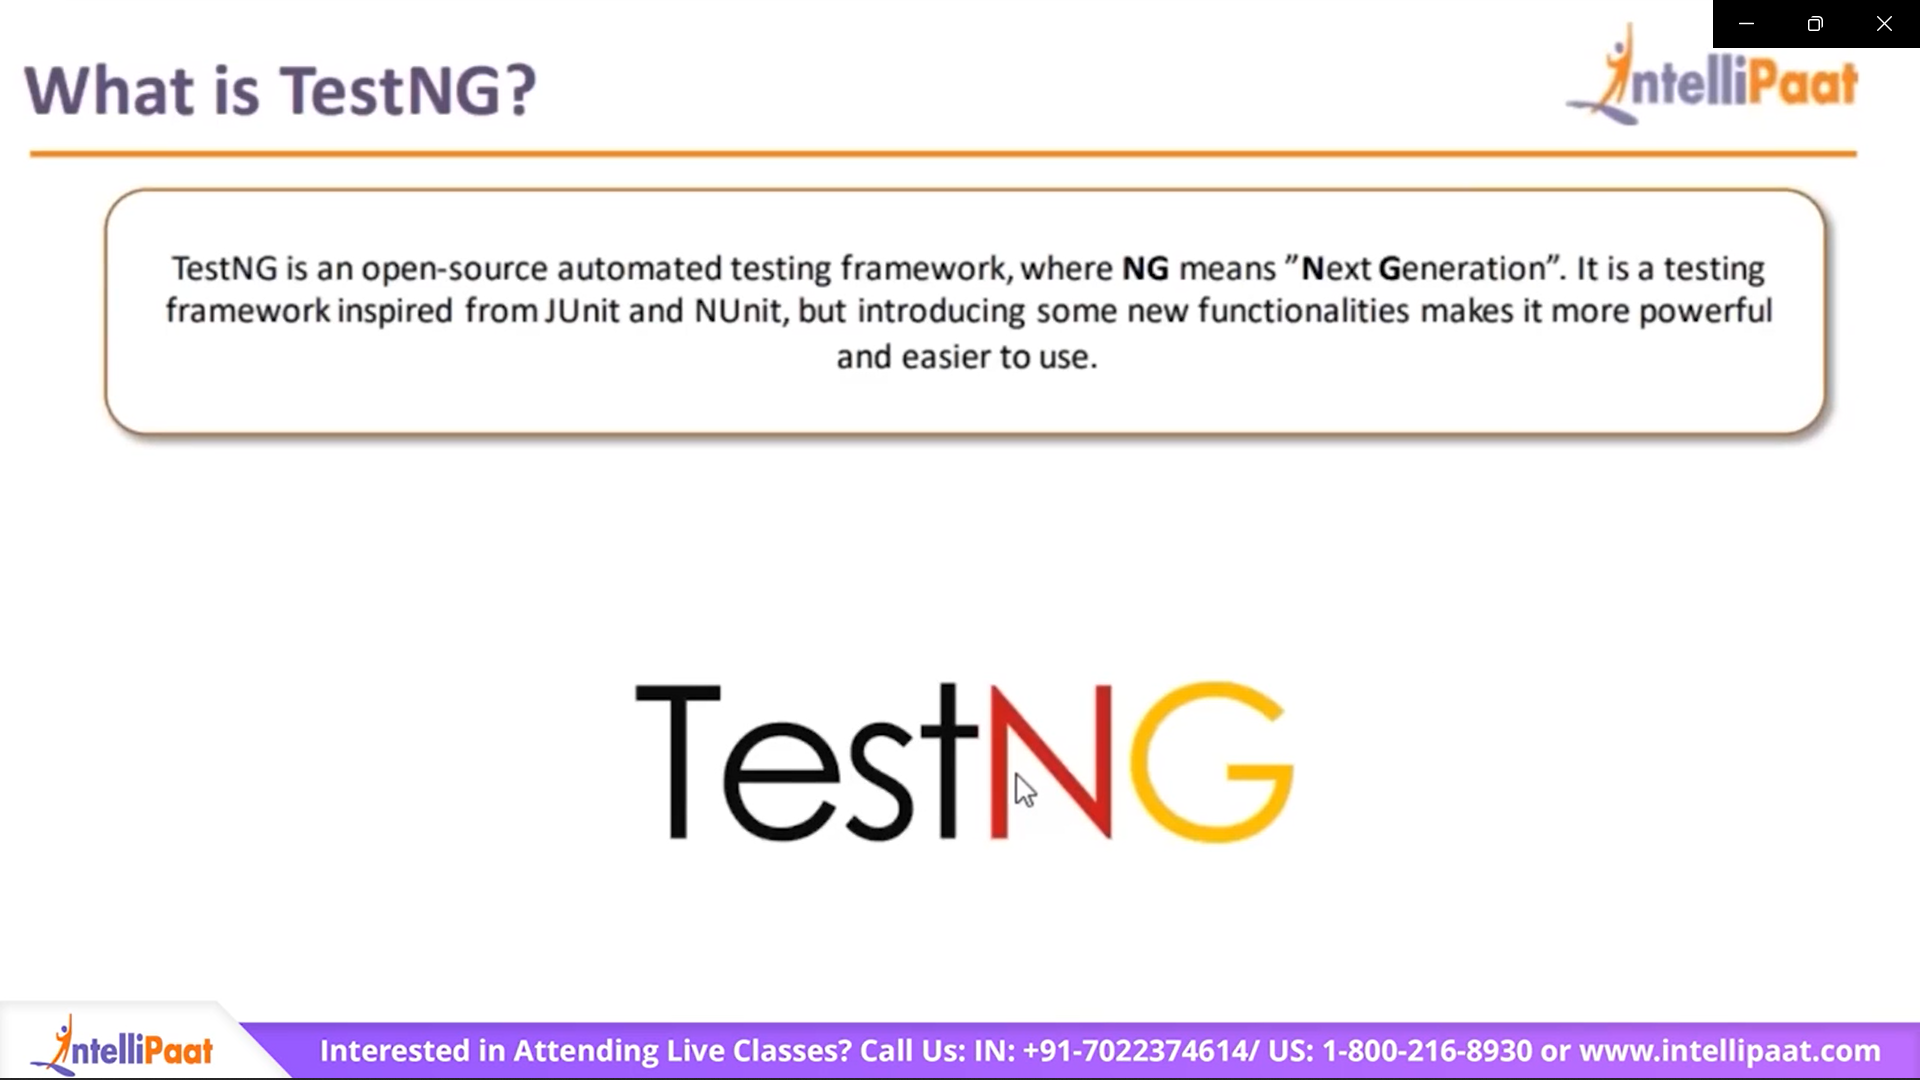 What is TestNG?
IntelliPaat
TestNG is an open-source automated testing framework, where NG means ”Next Generation”. It is a testing
framework inspired from JUnit and NUnit, but introducing some new functionalities makes it more powerful
and easier to use.
TestNG
IntelliPaat
Interested in Attending Live Classes? Call Us: IN: +91-7022374614/ US: 1-800-216-8930 or www.intellipaat.com